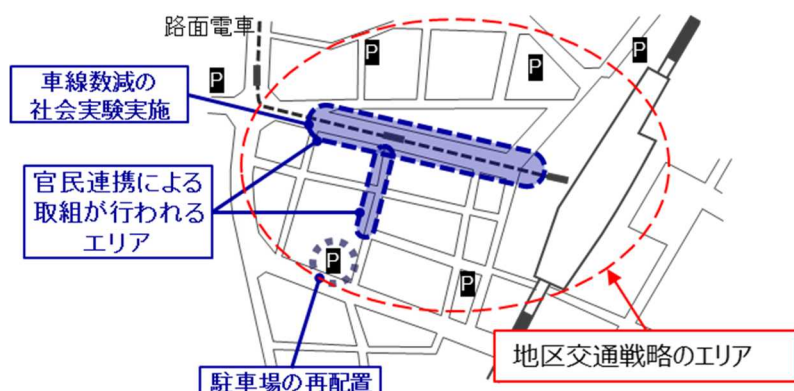 路面電車
P
P
P
P
車線数減の
社会実験実施
官民連携による
取組が行われる
エリア
P
P
駐車場の再配置
地区交通戦略のエリア